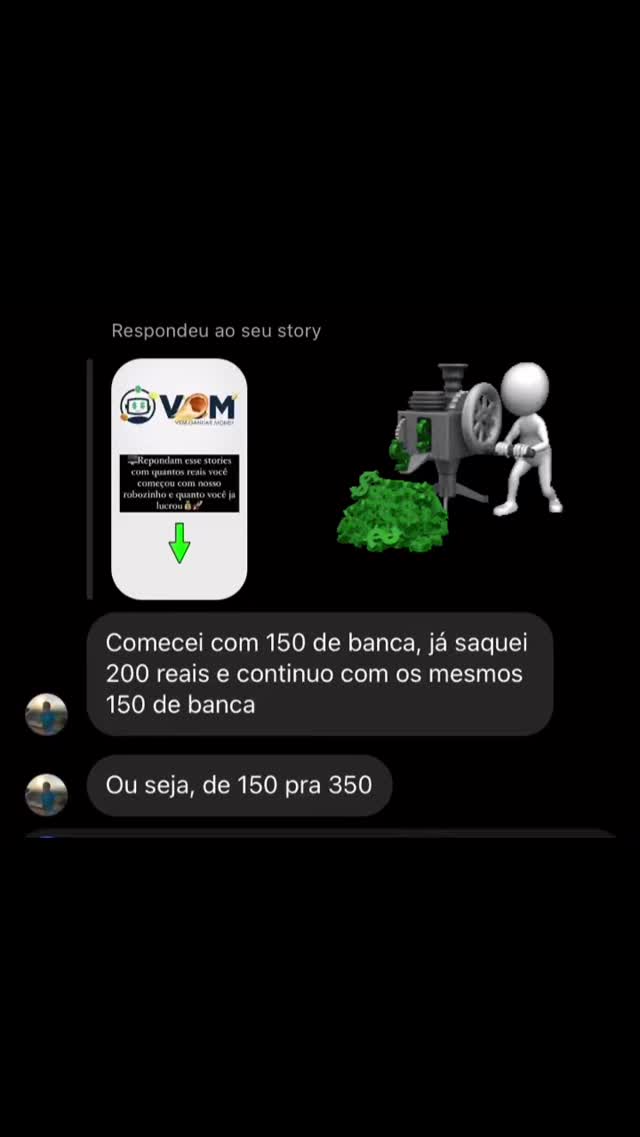 Respondeu ao seu story
VOM
VEM GANHAR MONEY
Repondam esse stories
com quantos reais você
começou com nosso
robozinho e quanto você ja
lucrou
Comecei com 150 de banca, já saquei
200 reais e continuo com os mesmos
150 de banca
Ou seja, de 150 pra 350